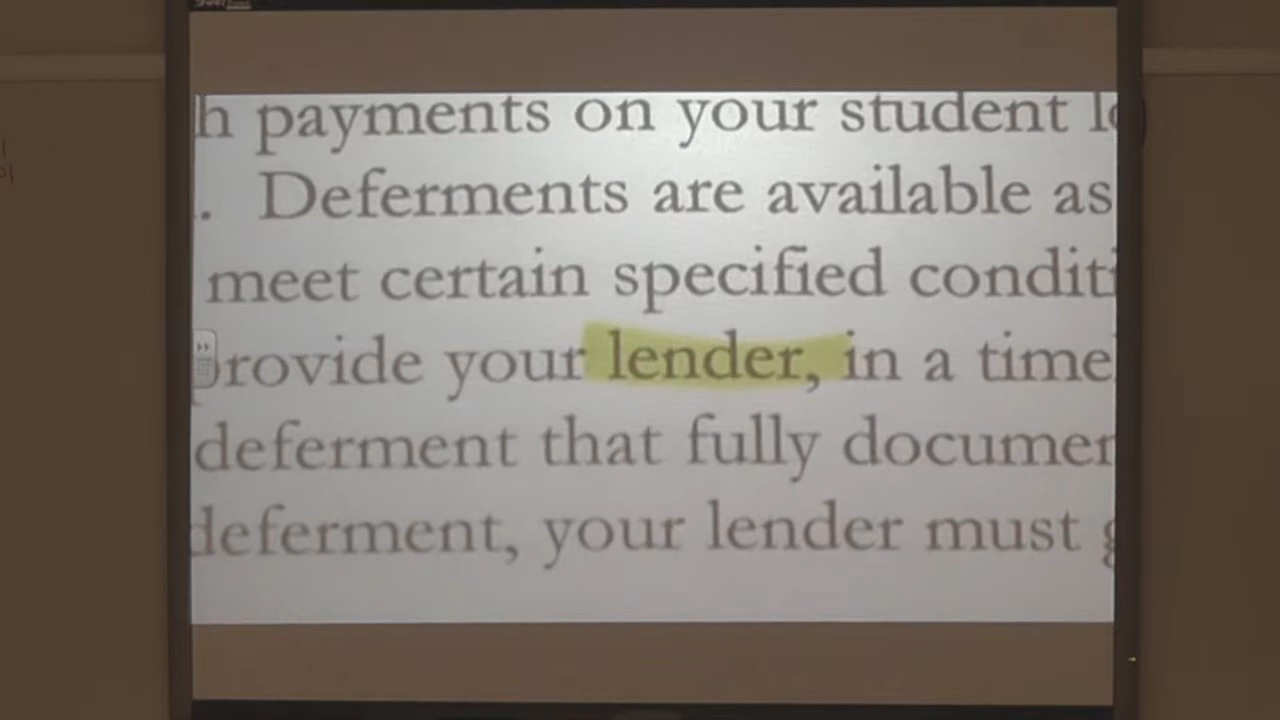 h payments on your student l
. Deferments are available as
meet certain specified condit
provide your lender, in a time
deferment that fully documen
deferment, your lender must g